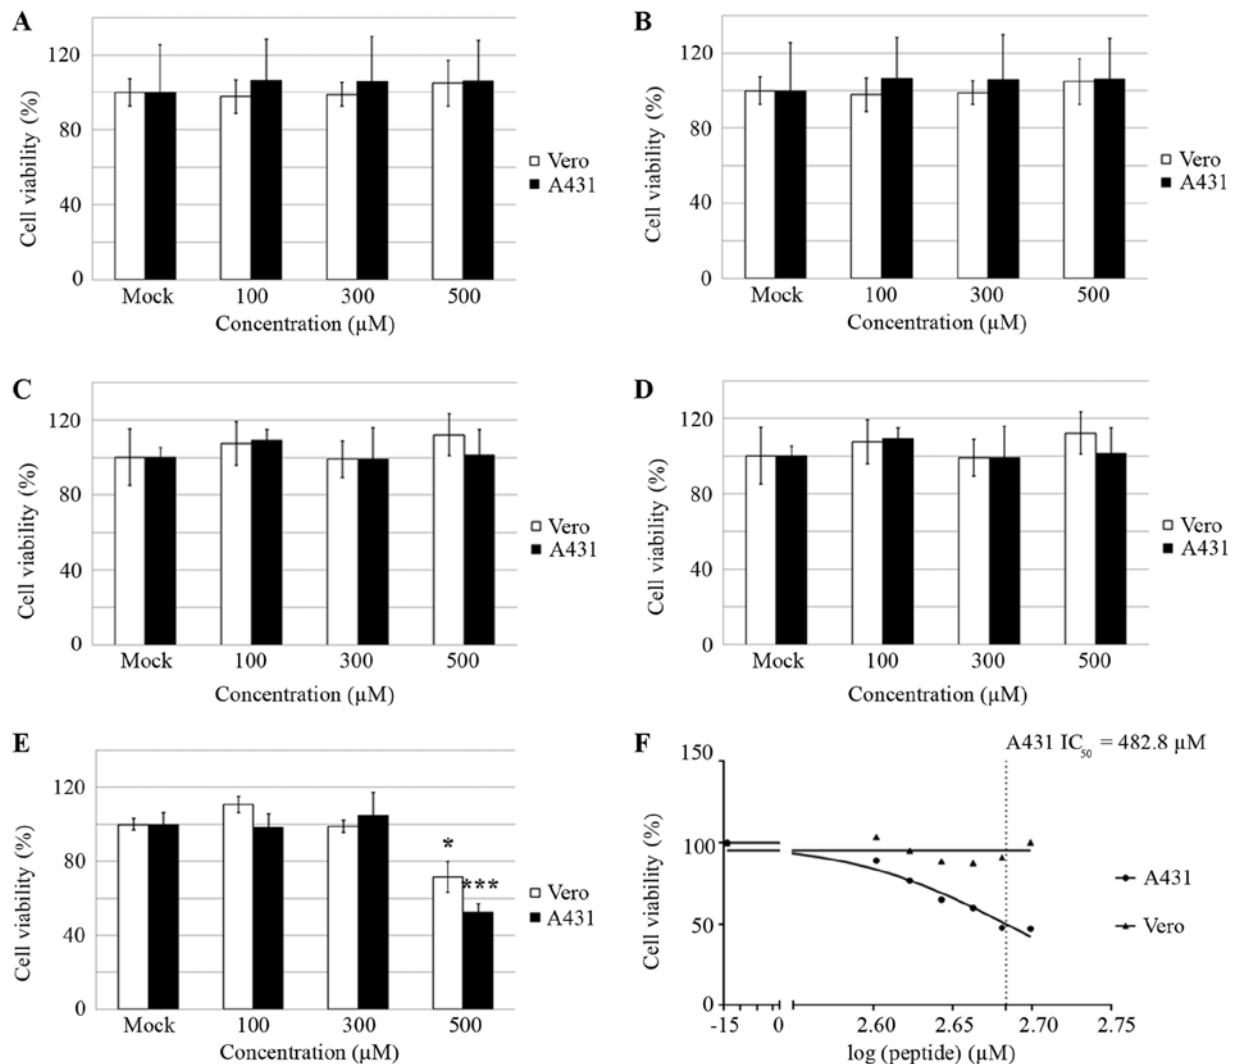 A
120
80
40
0
Cell viability (%)
Mock 100 300 500
Concentration (µM)
Vero
A431
B
120
80
40
0
Cell viability (%)
Mock 100 300 500
Concentration (µM)
Vero
A431
C
120
80
40
0
Cell viability (%)
Mock 100 300 500
Concentration (µM)
Vero
A431
D
120
80
40
0
Cell viability (%)
Mock 100 300 500
Concentration (µM)
Vero
A431
E
120
80
40
0
Cell viability (%)
*
***
Mock 100 300 500
Concentration (µM)
Vero
A431
F
A431 IC50 = 482.8 µM
150
100
50
0
Cell viability (%)
-15 0 2.60 2.65 2.70 2.75
log (peptide) (µM)
A431
Vero